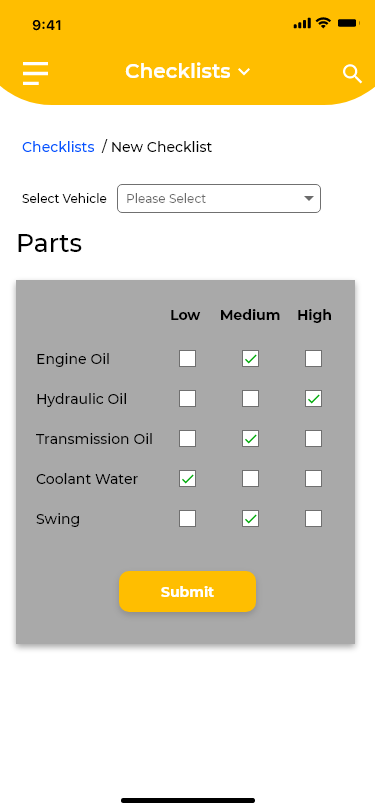 9:41
Checklists
Checklists / New Checklist
Select Vehicle Please Select
Parts
Low Medium High
Engine Oil
Hydraulic Oil
Transmission Oil
Coolant Water
Swing
Submit